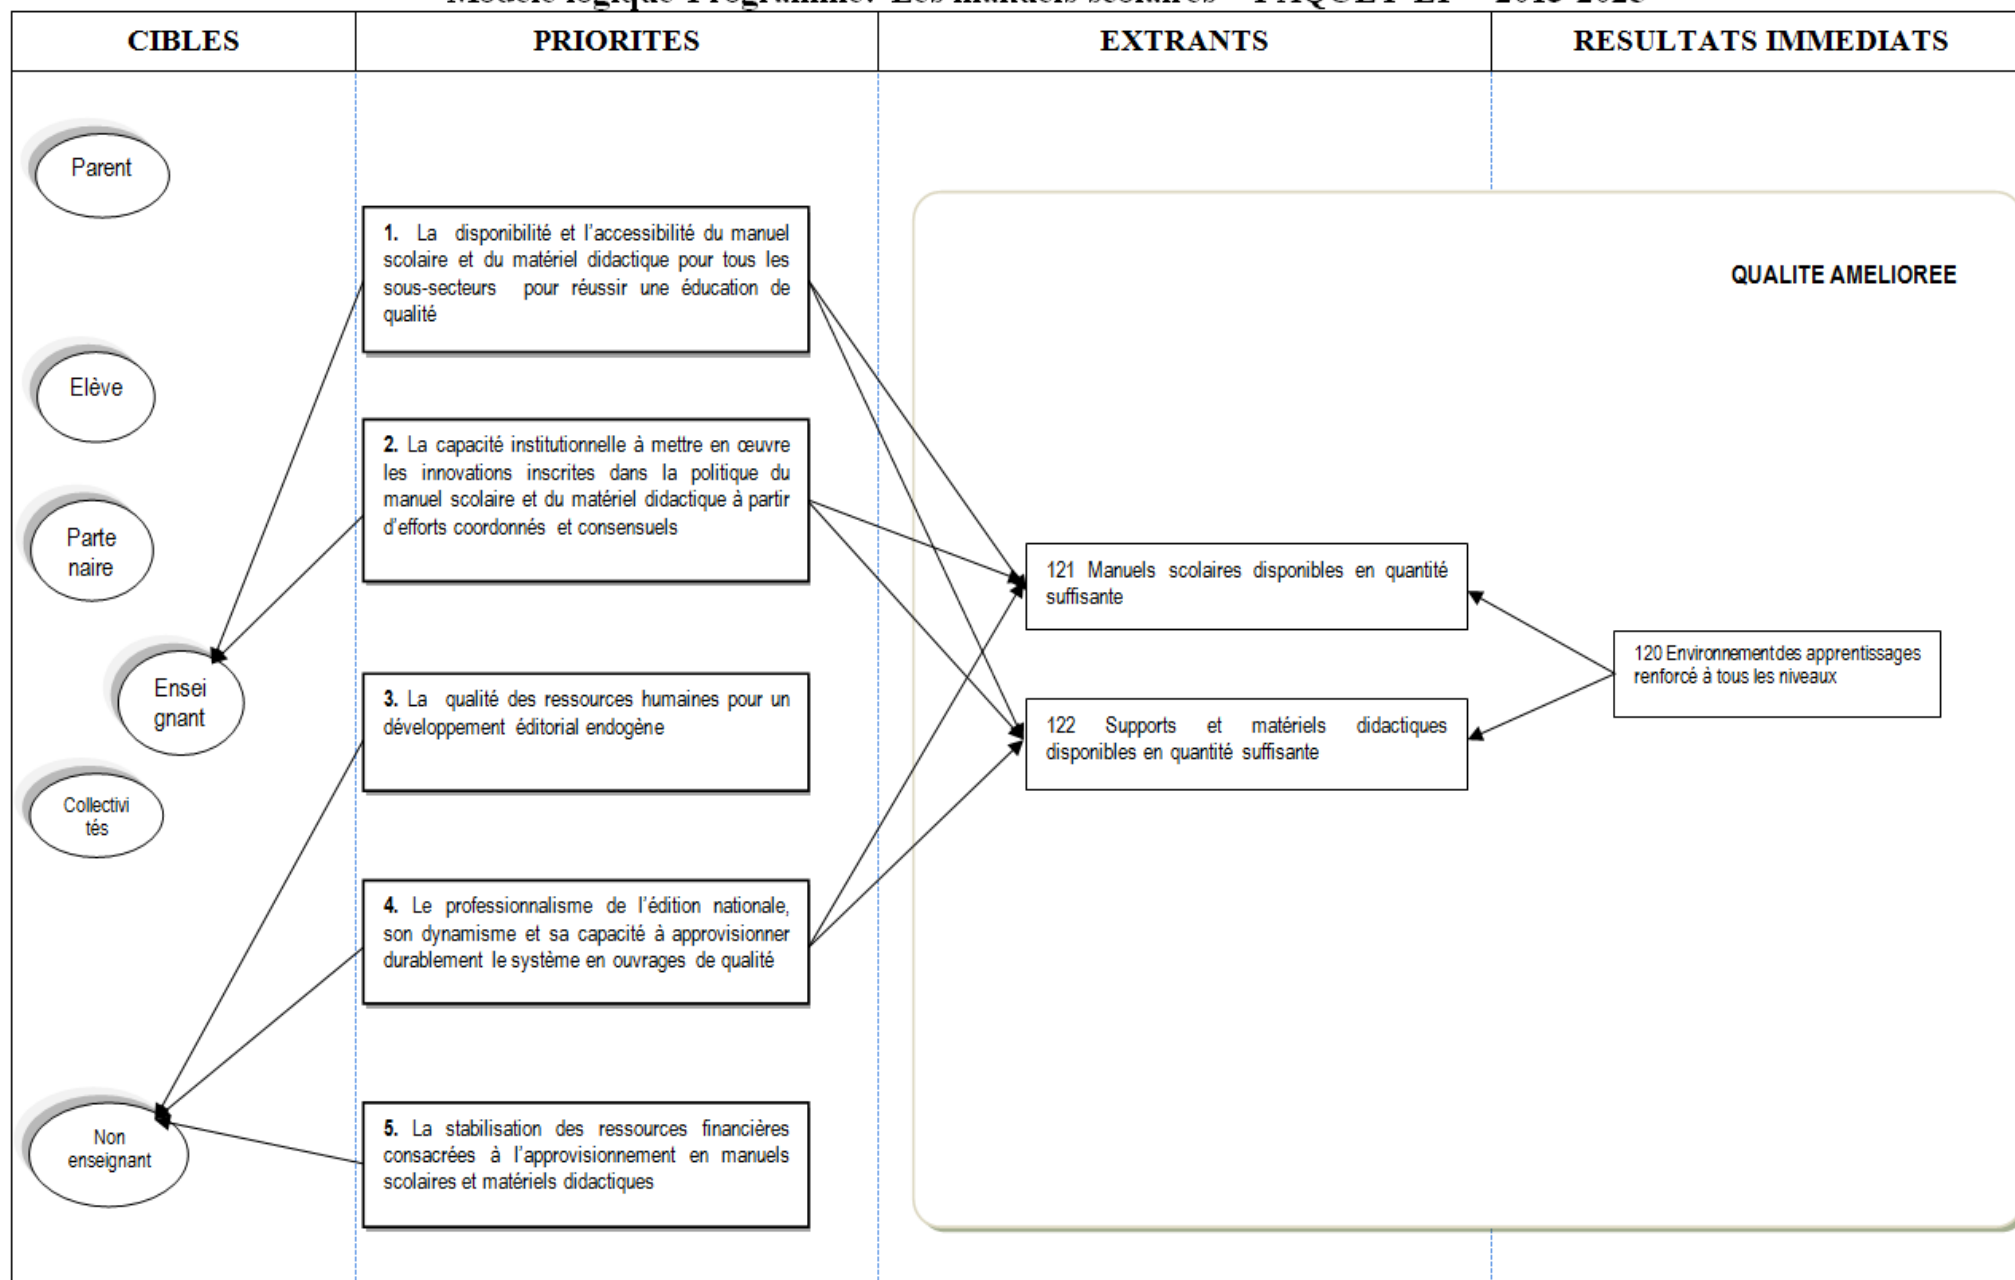 Modèle logique Programme: Les manuels scolaires
CIBLES
PRIORITES
EXTRANTS
RESULTATS IMMEDIATS
Parent
Elève
Parte
naire
Ensei
gnant
Collectivi
tés
Non
enseignant
1. La disponibilité et l’accessibilité du manuel
scolaire et du matériel didactique pour tous les
sous-secteurs pour réussir une éducation de
qualité
2. La capacité institutionnelle à mettre en œuvre
les innovations inscrites dans la politique du
manuel scolaire et du matériel didactique à partir
d’efforts coordonnés et consensuels
3. La qualité des ressources humaines pour un
développement éditorial endogène
4. Le professionnalisme de l’édition nationale,
son dynamisme et sa capacité à approvisionner
durablement le système en ouvrages de qualité
5. La stabilisation des ressources financières
consacrées à l’approvisionnement en manuels
scolaires et matériels didactiques
QUALITE AMELIOREE
121 Manuels scolaires disponibles en quantité
suffisante
122 Supports et matériels didactiques
disponibles en quantité suffisante
120 Environnement des apprentissages
renforcé à tous les niveaux